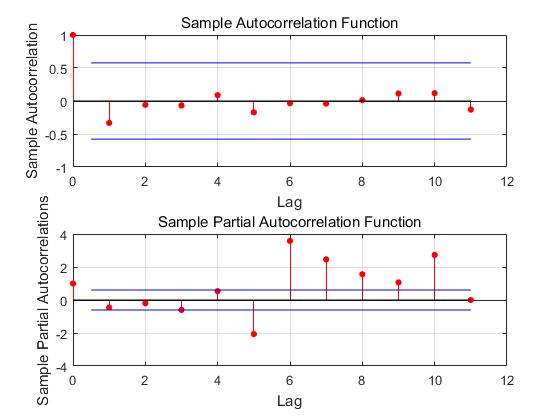 Sample Autocorrelation Function
Sample Autocorrelation
1
0.5
0
-0.5
-1
0 2 4 6 8 10 12
Lag
Sample Partial Autocorrelation Function
Sample Partial Autocorrelations
4
2
0
-2
-4
0 2 4 6 8 10 12
Lag